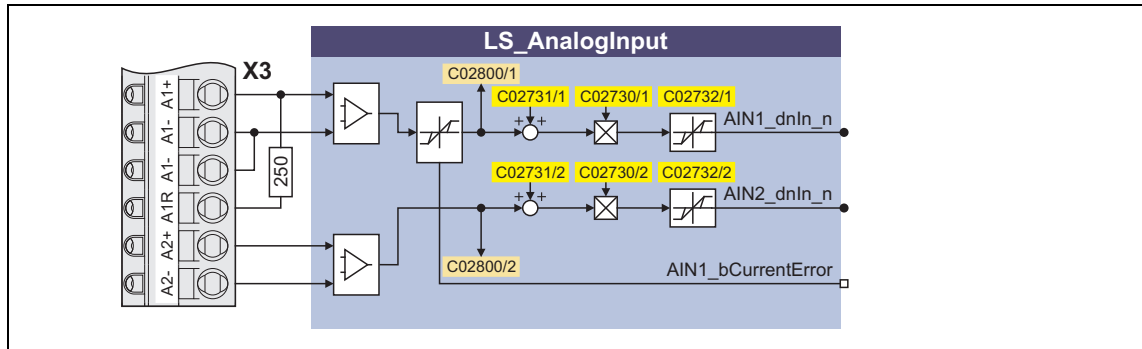 LS_AnalogInput
X3
C02800/1
C02731/1 C02730/1 C02732/1
A1+
A1-
A1-
A1R
A2+
A2-
250
+ +
AIN1_dnIn_n
C02731/2 C02730/2 C02732/2
+ +
AIN2_dnIn_n
C02800/2
AIN1_bCurrentError